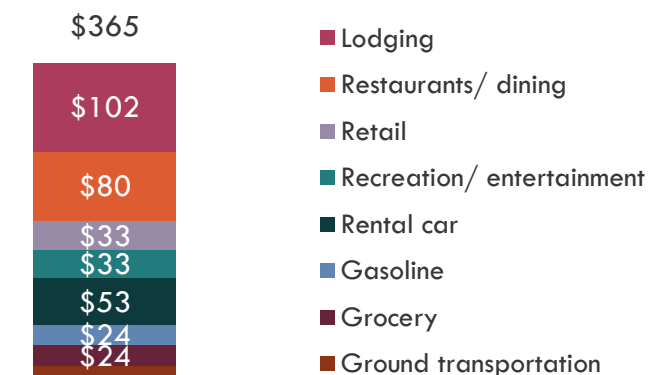 $365
$102
$80
$33
$33
$53
$24
$24
Lodging
Restaurants/ dining
Retail
Recreation/ entertainment
Rental car
Gasoline
Grocery
Ground transportation